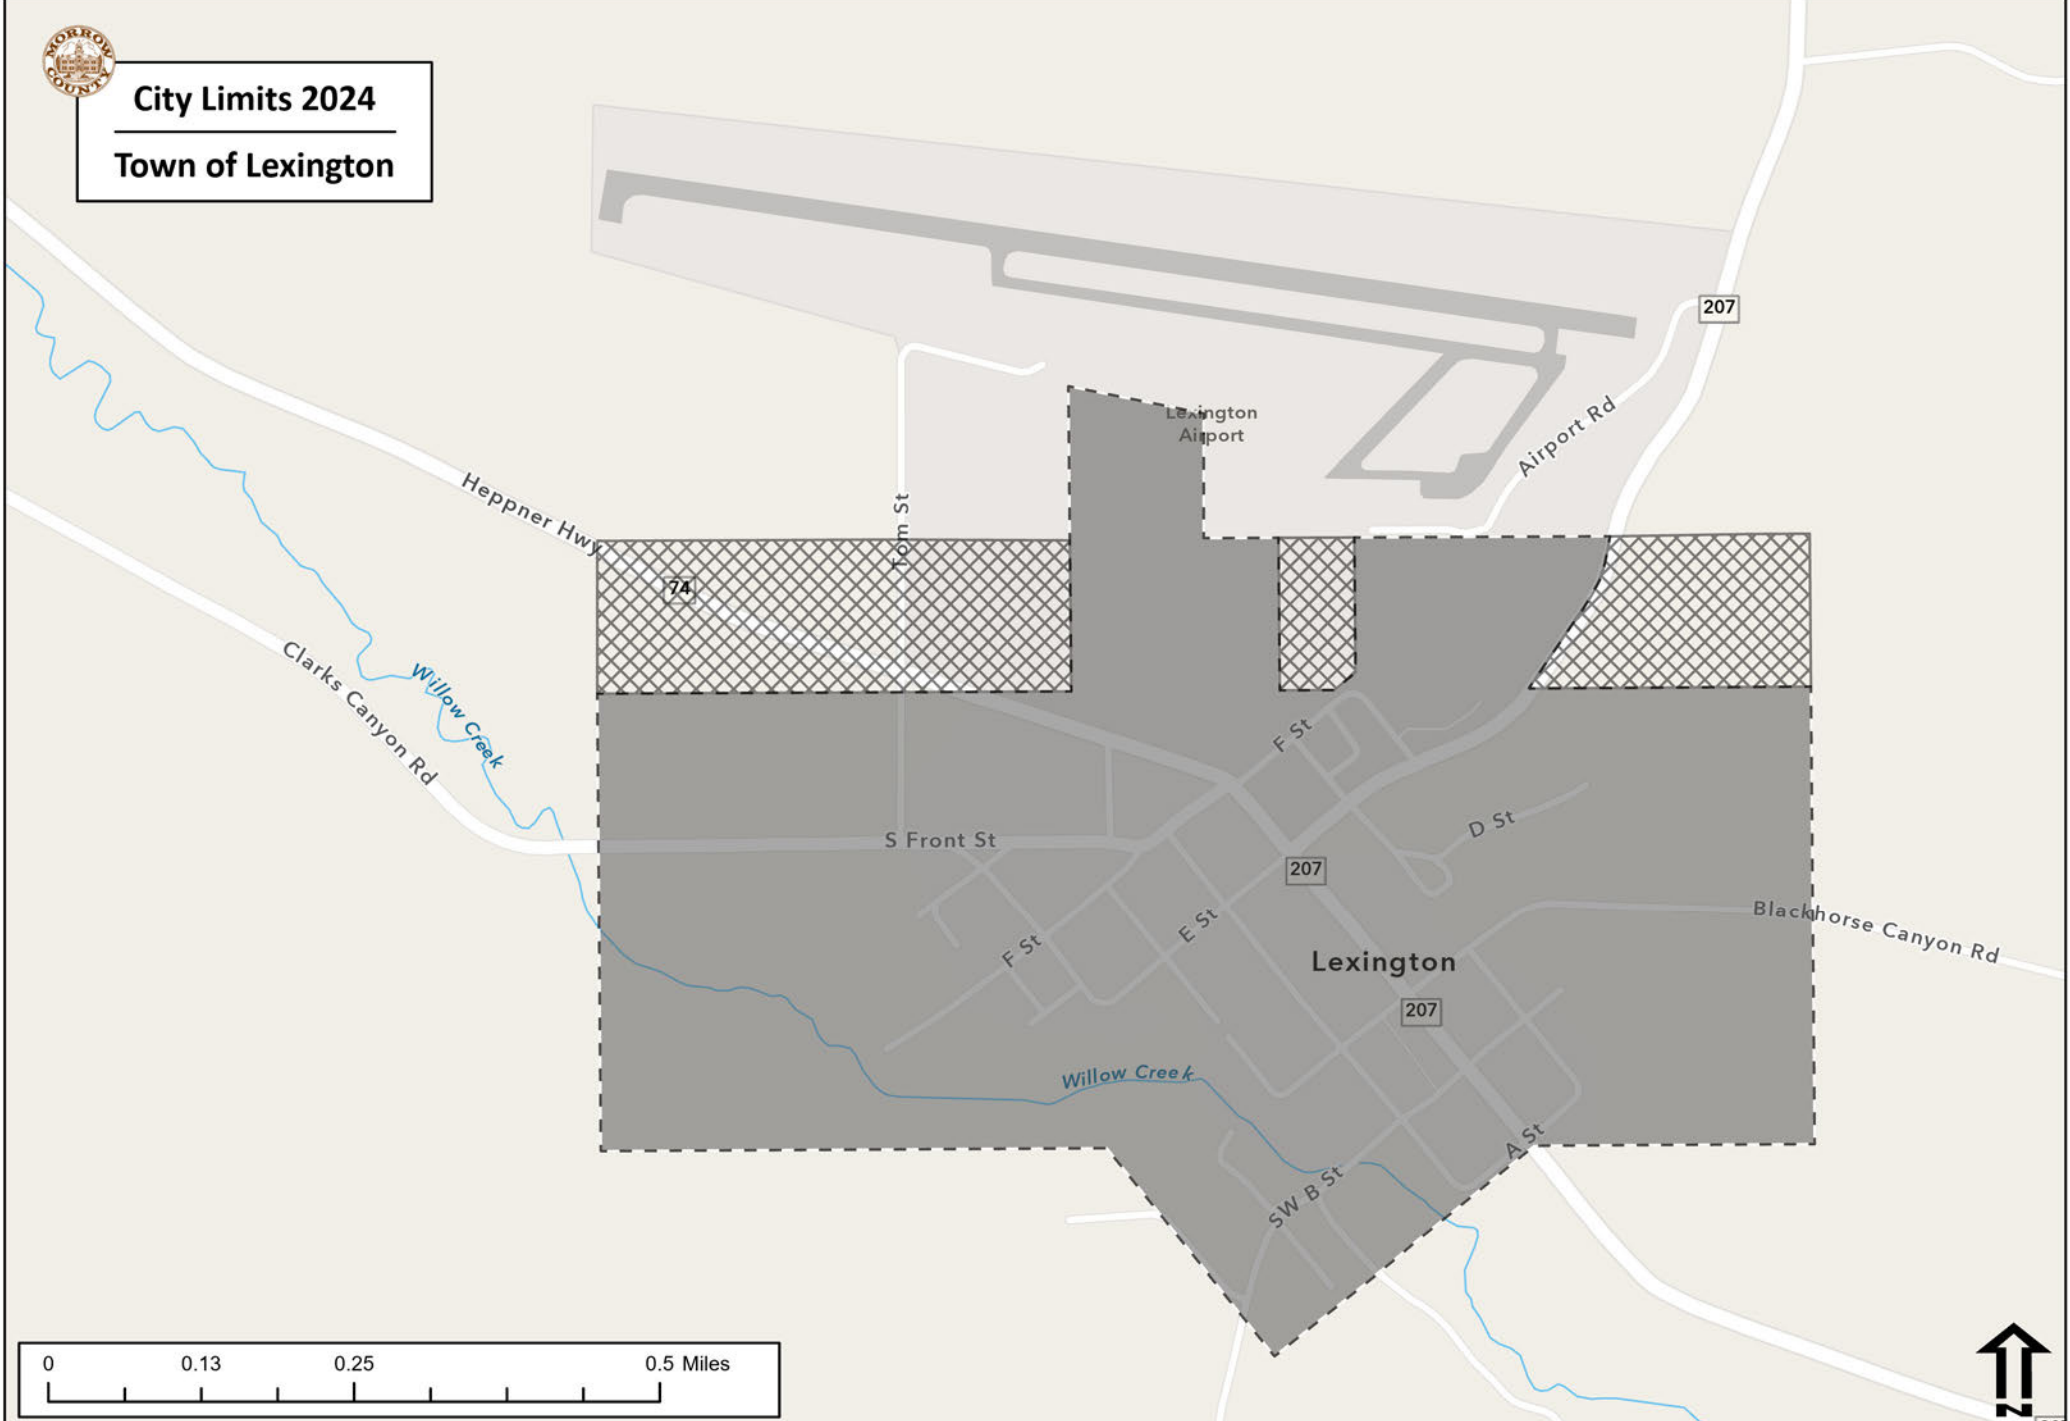 MORROW
COUNTY
City Limits 2024
Town of Lexington
207
Lexington
Airport
Airport Rd
Heppner Hwy
Tom St
74
Clarks Canyon Rd
Willow Creek
F St
S Front St
D St
207
E St
F St
Blackhorse Canyon Rd
Lexington
207
Willow Creek
A St
SW B St
0 0.13 0.25 0.5 Miles
N